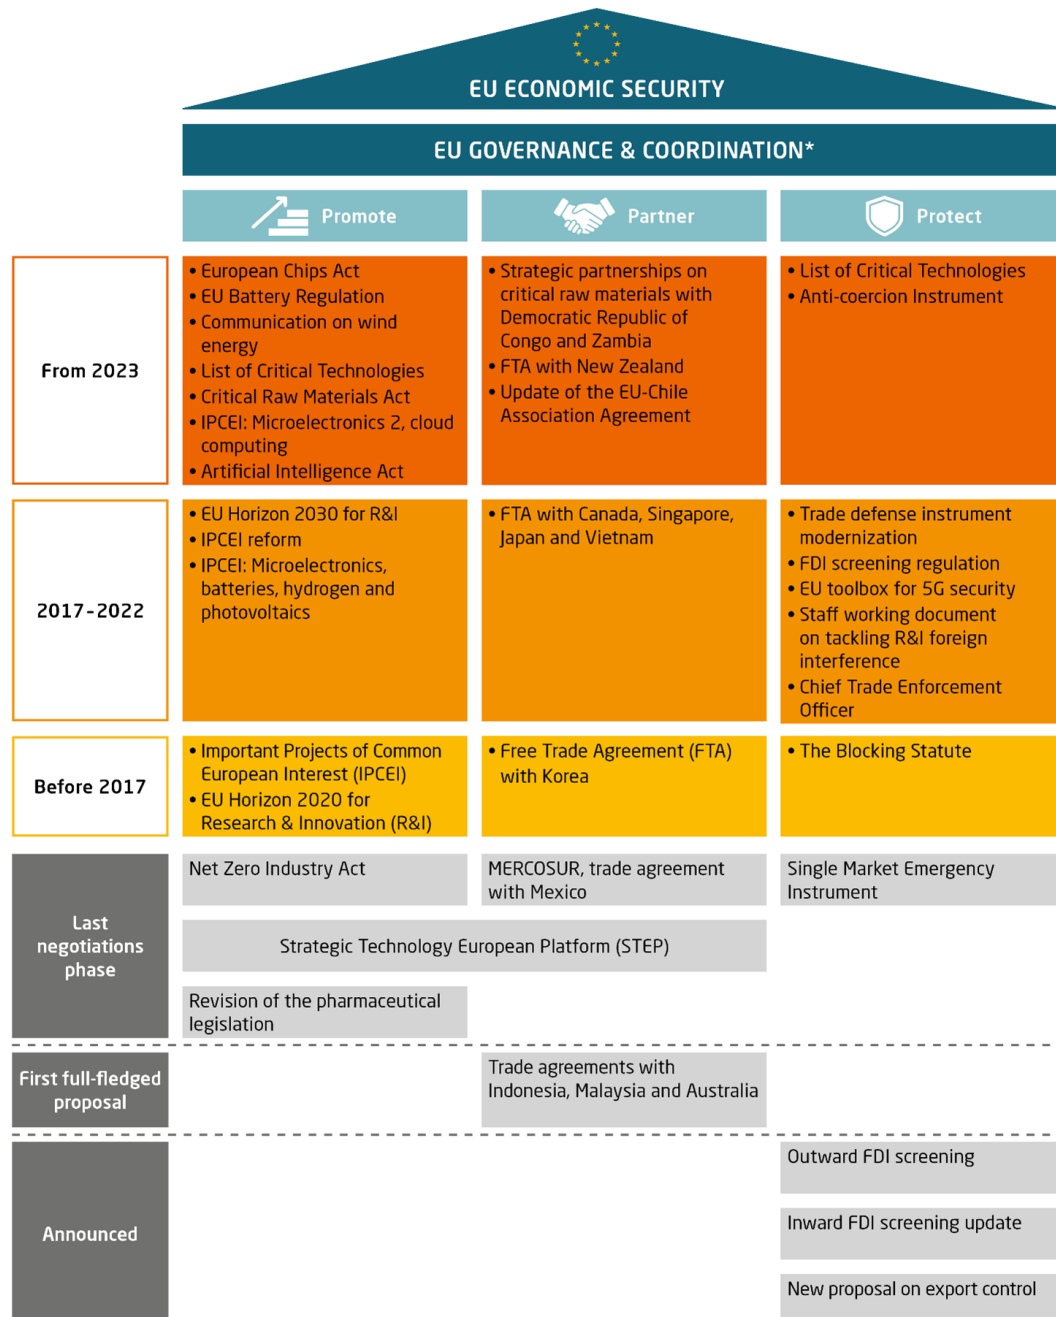 EU ECONOMIC SECURITY
EU GOVERNANCE & COORDINATION*
Promote
Partner
Protect
From 2023
• European Chips Act
• EU Battery Regulation
• Communication on wind
energy
• List of Critical Technologies
• Critical Raw Materials Act
• IPCEI: Microelectronics 2, cloud
computing
• Artificial Intelligence Act
• Strategic partnerships on
critical raw materials with
Democratic Republic of
Congo and Zambia
• FTA with New Zealand
• Update of the EU-Chile
Association Agreement
• List of Critical Technologies
• Anti-coercion Instrument
2017–2022
• EU Horizon 2030 for R&I
• IPCEI reform
• IPCEI: Microelectronics,
batteries, hydrogen and
photovoltaics
• FTA with Canada, Singapore,
Japan and Vietnam
• Trade defense instrument
modernization
• FDI screening regulation
• EU toolbox for 5G security
• Staff working document
on tackling R&I foreign
interference
• Chief Trade Enforcement
Officer
Before 2017
• Important Projects of Common
European Interest (IPCEI)
• EU Horizon 2020 for
Research & Innovation (R&I)
• Free Trade Agreement (FTA)
with Korea
• The Blocking Statute
Last
negotiations
phase
Net Zero Industry Act
MERCOSUR, trade agreement
with Mexico
Single Market Emergency
Instrument
Strategic Technology European Platform (STEP)
Revision of the pharmaceutical
legislation
First full-fledged
proposal
Trade agreements with
Indonesia, Malaysia and Australia
Announced
Outward FDI screening
Inward FDI screening update
New proposal on export control